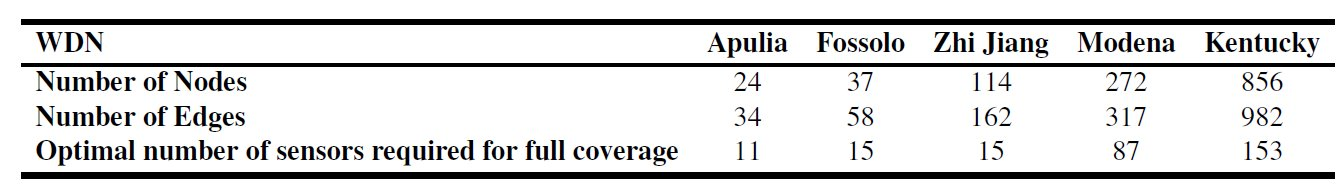 WDN Apulia Fossolo Zhi Jiang Modena Kentucky
Number of Nodes 24 37 114 272 856
Number of Edges 34 58 162 317 982
Optimal number of sensors required for full coverage 11 15 15 87 153